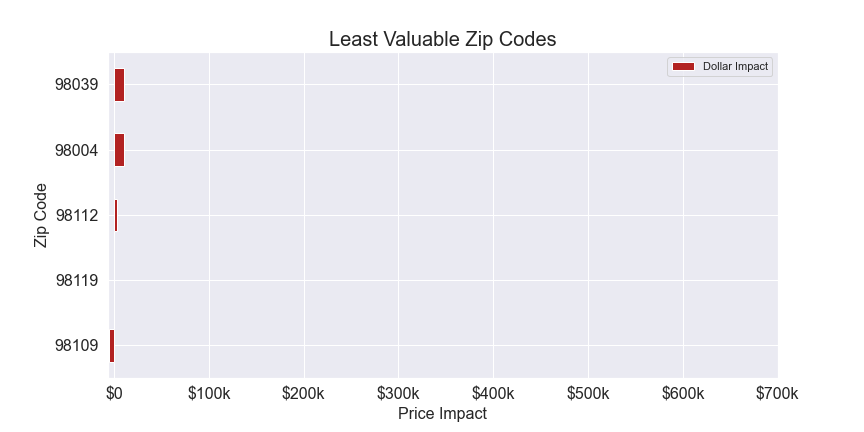 Least Valuable Zip Codes
Dollar Impact
Zip Code
98039
98004
98112
98119
98109
$0 $100k $200k $300k $400k $500k $600k $700k
Price Impact